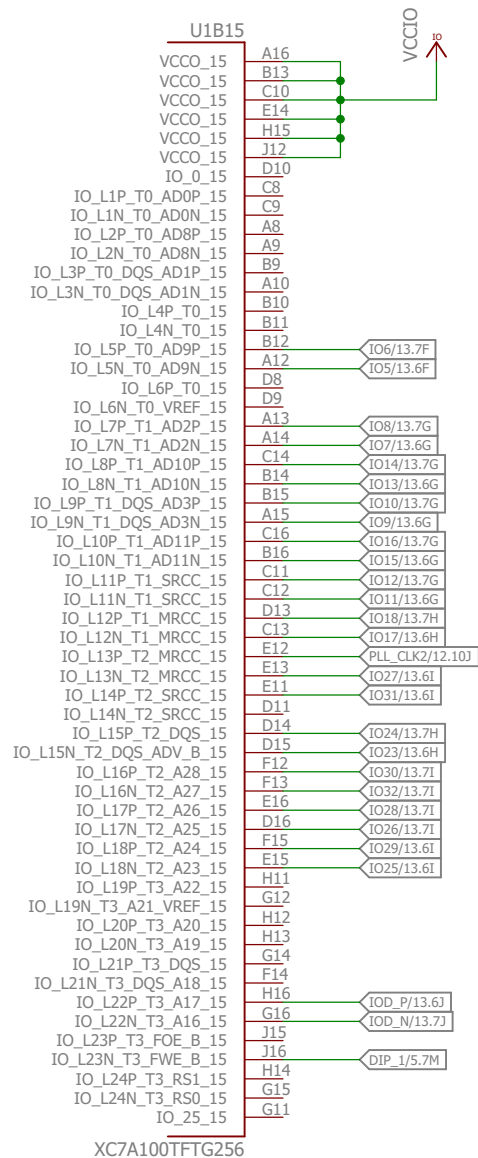 U1B15
VCCIO
IO
VCCO_15 A16
VCCO_15 B13
VCCO_15 C10
VCCO_15 E14
VCCO_15 H15
VCCO_15 J12
IO_0_15 D10
IO_L1P_T0_AD0P_15 C8
IO_L1N_T0_AD0N_15 C9
IO_L2P_T0_AD8P_15 A8
IO_L2N_T0_AD8N_15 A9
IO_L3P_T0_DQS_AD1P_15 B9
IO_L3N_T0_DQS_AD1N_15 A10
IO_L4P_T0_15 B10
IO_L4N_T0_15 B11
IO_L5P_T0_AD9P_15 B12 IO6/13.7F
IO_L5N_T0_AD9N_15 A12 IO5/13.6F
IO_L6P_T0_15 D8
IO_L6N_T0_VREF_15 D9
IO_L7P_T1_AD2P_15 A13 IO8/13.7G
IO_L7N_T1_AD2N_15 A14 IO7/13.6G
IO_L8P_T1_AD10P_15 C14 IO14/13.7G
IO_L8N_T1_AD10N_15 B14 IO13/13.6G
IO_L9P_T1_DQS_AD3P_15 B15 IO10/13.7G
IO_L9N_T1_DQS_AD3N_15 A15 IO9/13.6G
IO_L10P_T1_AD11P_15 C16 IO16/13.7G
IO_L10N_T1_AD11N_15 B16 IO15/13.6G
IO_L11P_T1_SRCC_15 C11 IO12/13.7G
IO_L11N_T1_SRCC_15 C12 IO11/13.6G
IO_L12P_T1_MRCC_15 D13 IO18/13.7H
IO_L12N_T1_MRCC_15 C13 IO17/13.6H
IO_L13P_T2_MRCC_15 E12 PLL_CLK2/12.10J
IO_L13N_T2_MRCC_15 E13 IO27/13.6I
IO_L14P_T2_SRCC_15 E11 IO31/13.6I
IO_L14N_T2_SRCC_15 D11
IO_L15P_T2_DQS_15 D14 IO24/13.7H
IO_L15N_T2_DQS_ADV_B_15 D15 IO23/13.6H
IO_L16P_T2_A28_15 F12 IO30/13.7I
IO_L16N_T2_A27_15 F13 IO32/13.7I
IO_L17P_T2_A26_15 E16 IO28/13.7I
IO_L17N_T2_A25_15 D16 IO26/13.7I
IO_L18P_T2_A24_15 F15 IO29/13.6I
IO_L18N_T2_A23_15 E15 IO25/13.6I
IO_L19P_T3_A22_15 H11
IO_L19N_T3_A21_VREF_15 G12
IO_L20P_T3_A20_15 H12
IO_L20N_T3_A19_15 H13
IO_L21P_T3_DQS_15 G14
IO_L21N_T3_DQS_A18_15 F14
IO_L22P_T3_A17_15 H16 IOD_P/13.6J
IO_L22N_T3_A16_15 G16 IOD_N/13.7J
IO_L23P_T3_FOE_B_15 J15
IO_L23N_T3_FWE_B_15 J16 DIP_1/5.7M
IO_L24P_T3_RS1_15 H14
IO_L24N_T3_RS0_15 G15
IO_25_15 G11
XC7A100TFTG256